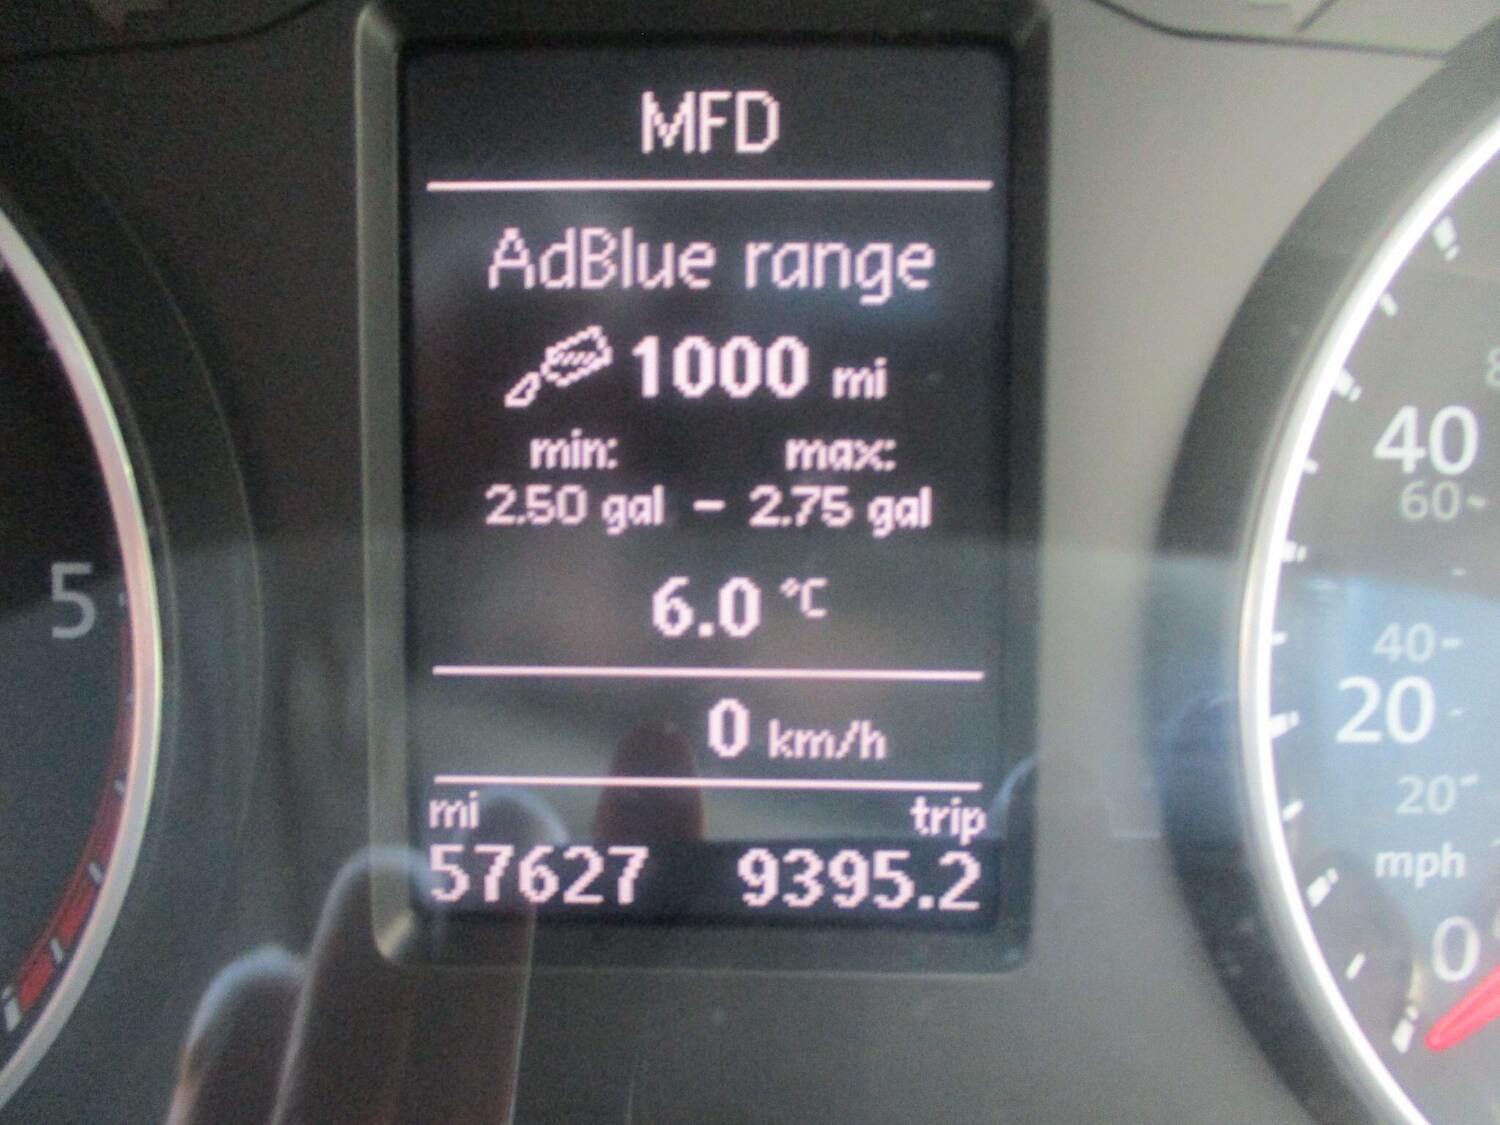 MFD
AdBlue range
1000 mi
min: max:
2.50 gal - 2.75 gal
6.0 °C
0 km/h
mi trip
57627 9395.2
5
40
60
40
20
20
mph
0